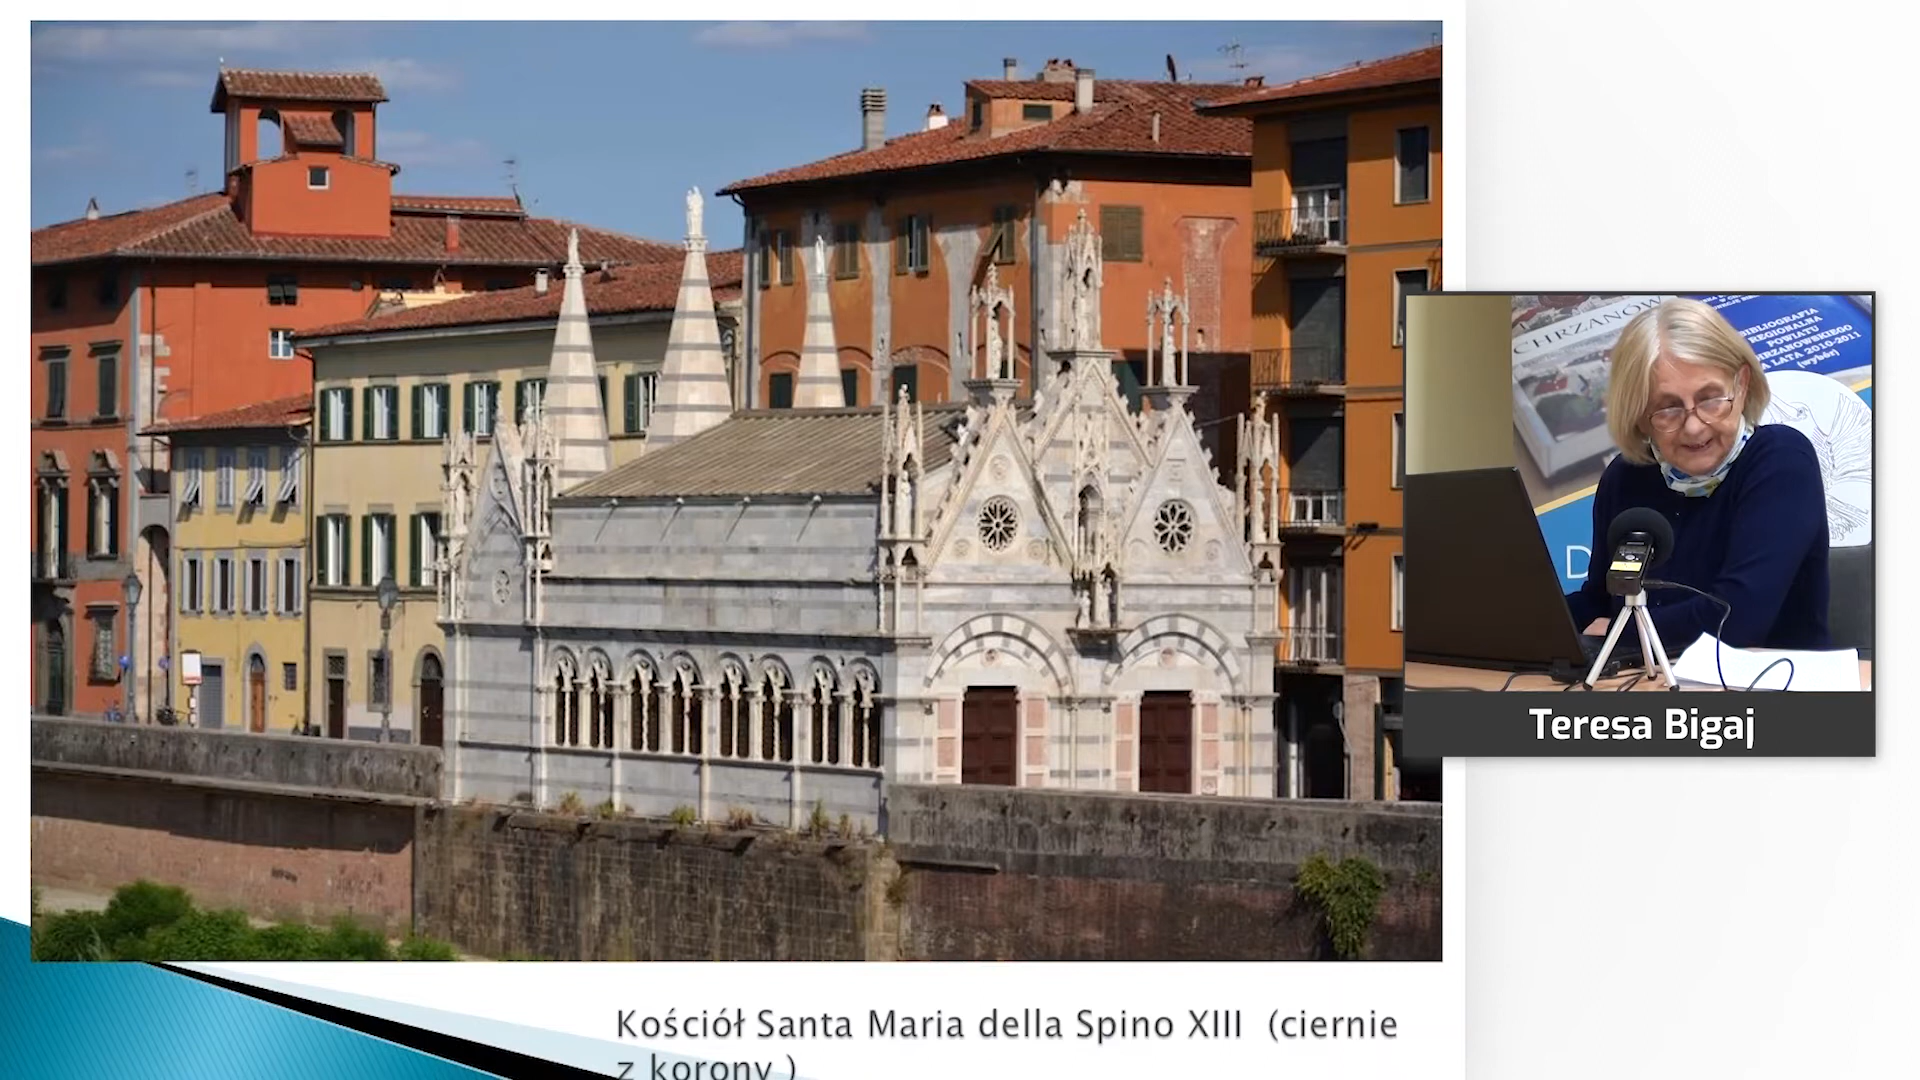 CHRZANÓW
BIBLIOGRAFIA
REGIONALNA
POWIATU
CHRZANOWSKIEGO
LATA 2010-2011
(wybór)
D
Teresa Bigaj
Kościół Santa Maria della Spino XIII (ciernie
z korony )